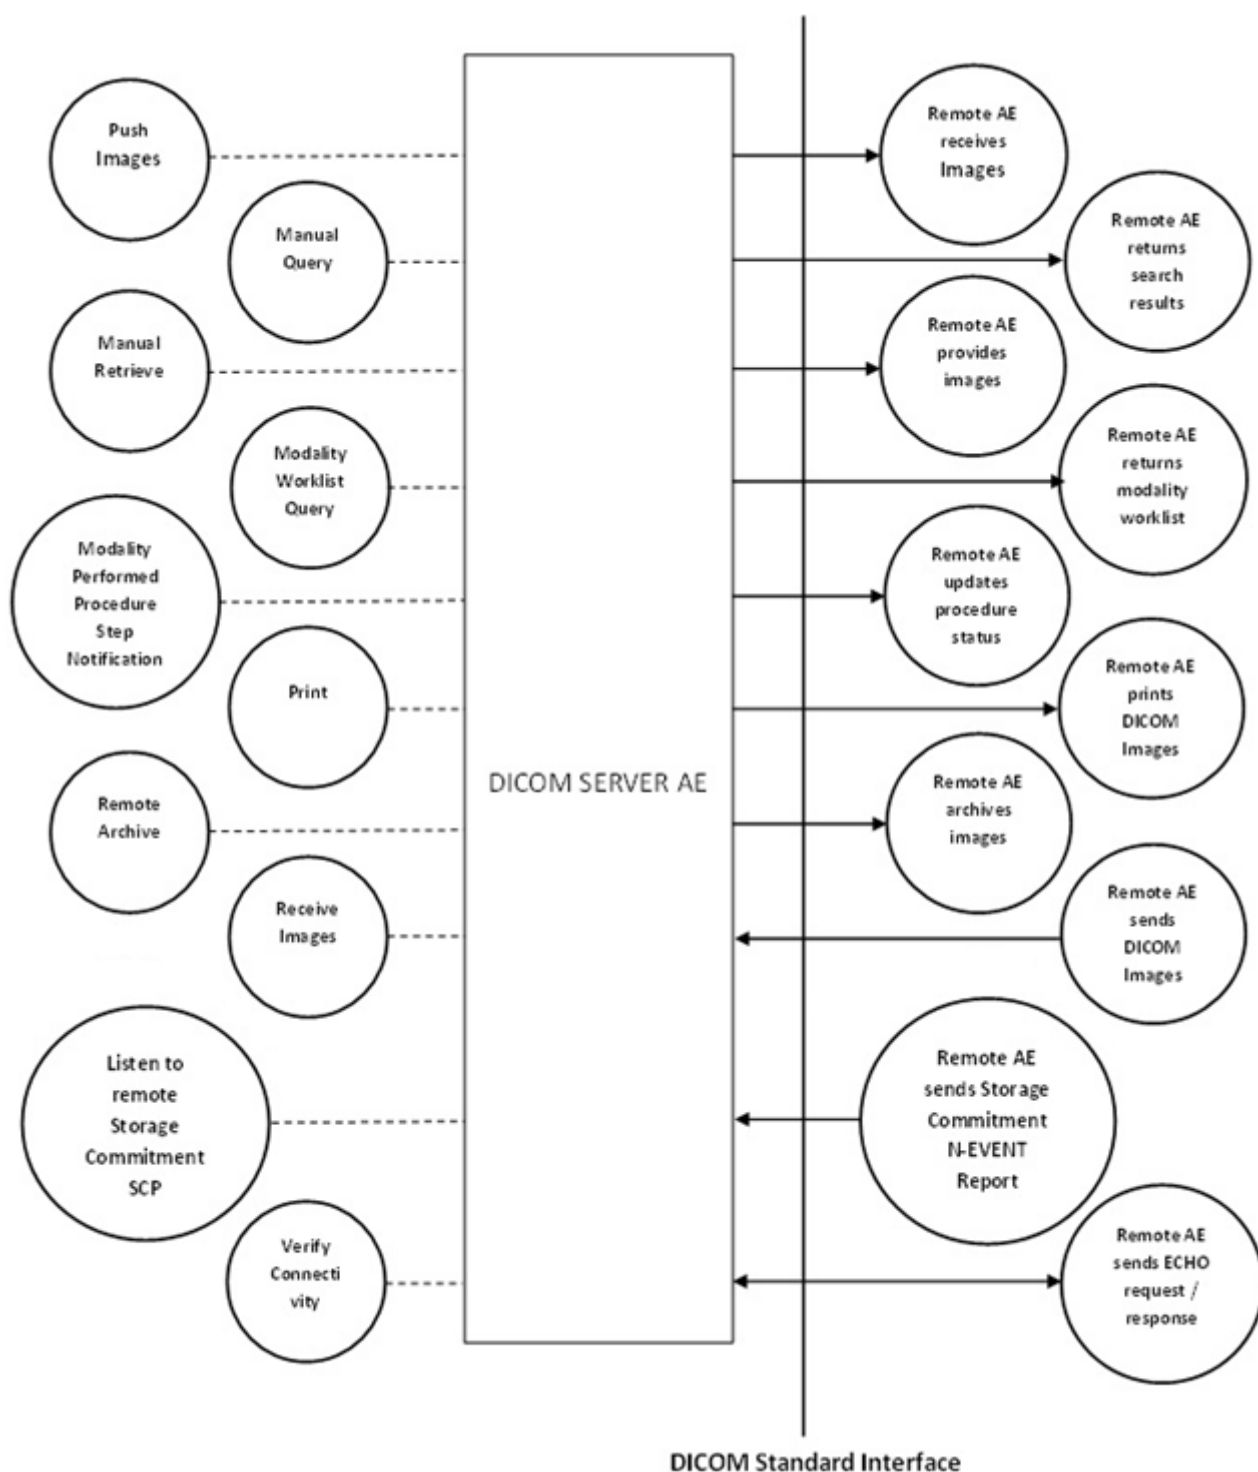 Push
Images
Remote AE
receives
Images
Manual
Query
Remote AE
returns
search
results
Manual
Retrieve
Remote AE
provides
images
Modality
Worklist
Query
Remote AE
returns
modality
worklist
Modality
Performed
Procedure
Step
Notification
Remote AE
updates
procedure
status
Print
Remote AE
prints
DICOM
Images
DICOM SERVER AE
Remote
Archive
Remote AE
archives
images
Receive
Images
Remote AE
sends
DICOM
Images
Listen to
remote
Storage
Commitment
SCP
Remote AE
sends Storage
Commitment
N-EVENT
Report
Verify
Connecti
vity
Remote AE
sends ECHO
request /
response
DICOM Standard Interface